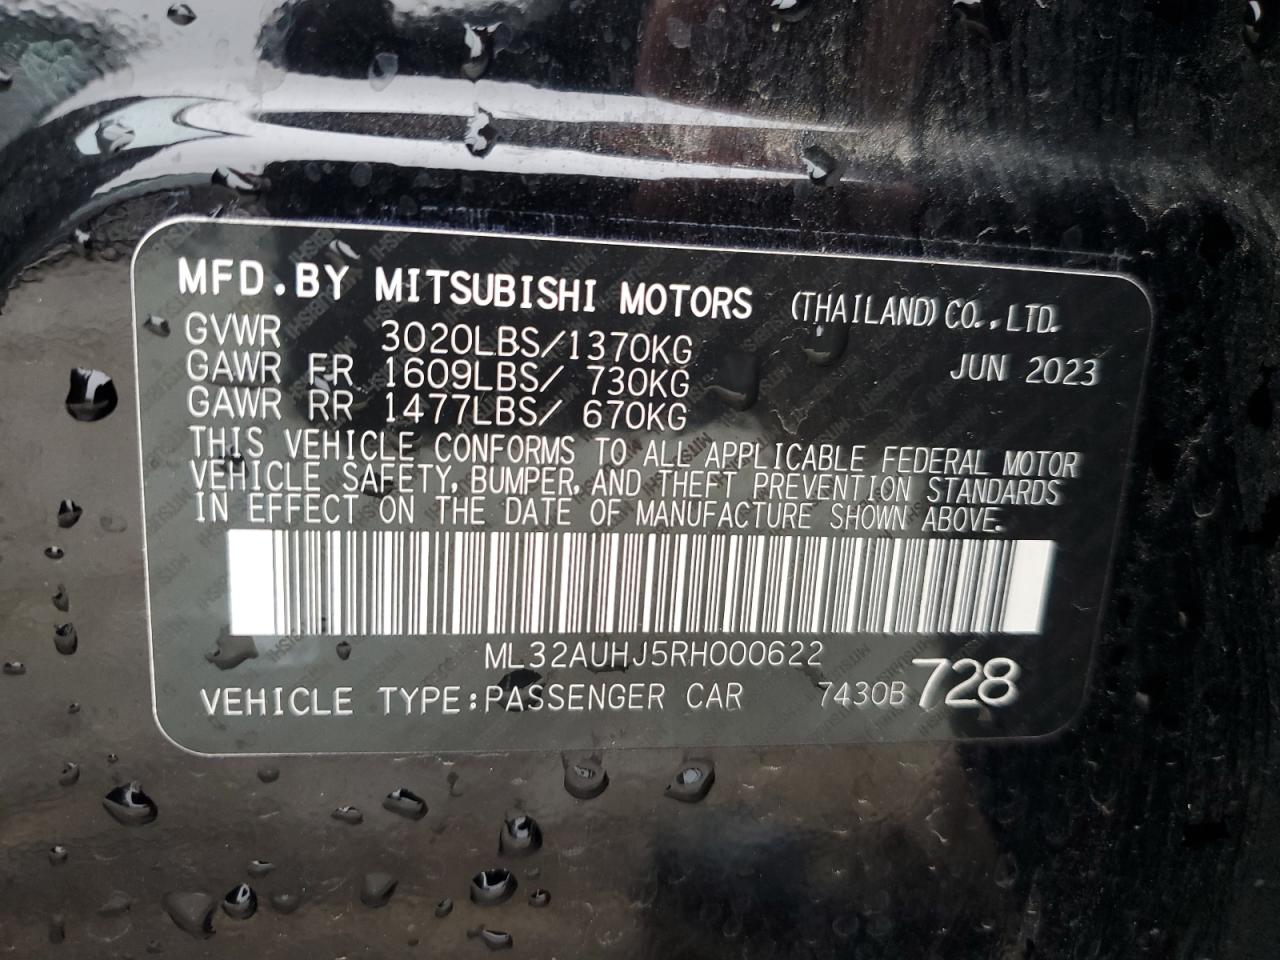 MFD.BY MITSUBISHI MOTORS (THAILAND) CO., LTD.
GVWR 3020LBS/1370KG JUN 2023
GAWR FR 1609LBS/ 730KG
GAWR RR 1477LBS/ 670KG
THIS VEHICLE CONFORMS TO ALL APPLICABLE FEDERAL MOTOR
VEHICLE SAFETY, BUMPER, AND THEFT PREVENTION STANDARDS
IN EFFECT ON THE DATE OF MANUFACTURE SHOWN ABOVE.
ML32AUHJ5RH000622
VEHICLE TYPE:PASSENGER CAR 7430B 728